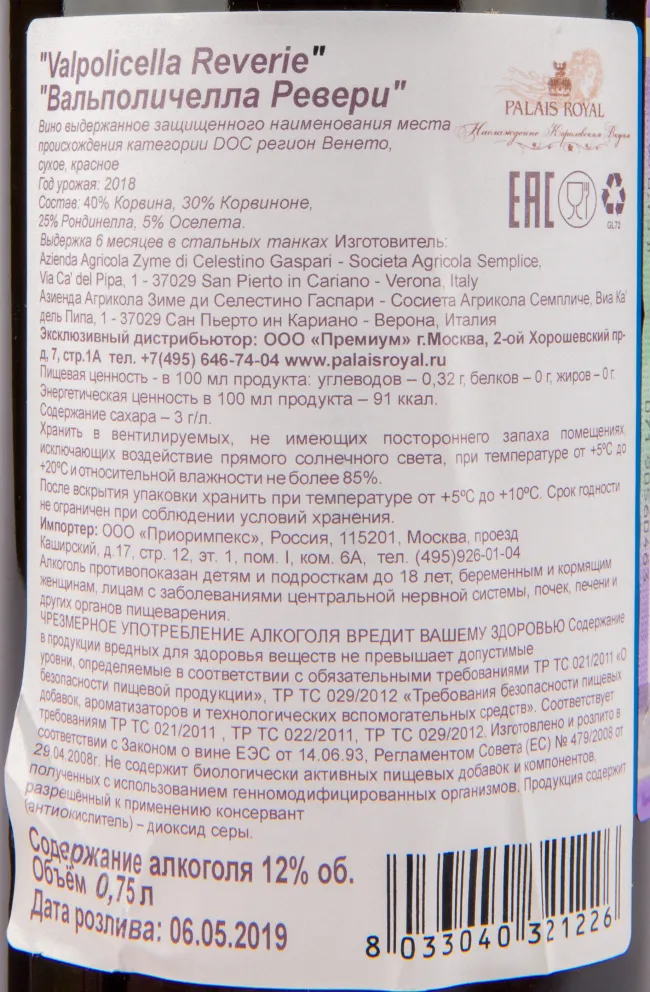 "Valpolicella Reverie"
"Вальполичелла Ревери"
PALAIS ROYAL
Наслаждение Королевским Вкусом
Вино выдержанное защищенного наименования места
происхождения категории DOC регион Венето,
сухое, красное
Год урожая: 2018
Состав: 40% Корвина, 30% Корвиноне,
25% Рондинелла, 5% Оселета.
EAC
GL72
Выдержка 6 месяцев в стальных танках Изготовитель:
Azienda Agricola Zyme di Celestino Gaspari - Societa Agricola Semplice,
Via Ca' del Pipa, 1 - 37029 San Pierto in Cariano - Verona, Italy
Азиенда Агрикола Зиме ди Селестино Гаспари - Сосиета Агрикола Семпличе, Виа Ка'
дель Пипа, 1 - 37029 Сан Пьерто ин Кариано - Верона, Италия
Эксклюзивный дистрибьютор: ООО «Премиум» г.Москва, 2-ой Хорошевский пр-
д, 7, стр.1А тел. +7(495) 646-74-04 www.palaisroyal.ru
Пищевая ценность - в 100 мл продукта: углеводов – 0,32 г, белков – 0 г, жиров – 0 г.
Энергетическая ценность в 100 мл продукта – 91 ккал.
Содержание сахара – 3 г/л.
Хранить в вентилируемых, не имеющих постороннего запаха помещениях,
исключающих воздействие прямого солнечного света, при температуре от +5ºС до
+20ºС и относительной влажности не более 85%.
После вскрытия упаковки хранить при температуре от +5ºС до +10ºС. Срок годности
не ограничен при соблюдении условий хранения.
Импортер: ООО «Приоримпекс», Россия, 115201, Москва, проезд
Каширский, д.17, стр. 12, эт. 1, пом. I, ком. 6А, тел. (495)926-01-04
Алкоголь противопоказан детям и подросткам до 18 лет, беременным и кормящим
женщинам, лицам с заболеваниями центральной нервной системы, почек, печени и
других органов пищеварения.
ЧРЕЗМЕРНОЕ УПОТРЕБЛЕНИЕ АЛКОГОЛЯ ВРЕДИТ ВАШЕМУ ЗДОРОВЬЮ Содержание
в продукции вредных для здоровья веществ не превышает допустимые
уровни, определяемые в соответствии с обязательными требованиями ТР ТС 021/2011 «О
безопасности пищевой продукции», ТР ТС 029/2012 «Требования безопасности пищевых
добавок, ароматизаторов и технологических вспомогательных средств». Соответствует
требованиям ТР ТС 021/2011 , ТР ТС 022/2011, ТР ТС 029/2012. Изготовлено и розлито в
соответствии с Законом о вине ЕЭС от 14.06.93, Регламентом Совета (ЕС) № 479/2008 от
29.04.2008г. Не содержит биологически активных пищевых добавок и компонентов,
полученных с использованием генномодифицированных организмов. Продукция содержит
разрешённый к применению консервант
(антиокислитель) – диоксид серы.
Содержание алкоголя 12% об.
Объём 0,75 л
Дата розлива: 06.05.2019
8 033040 321226